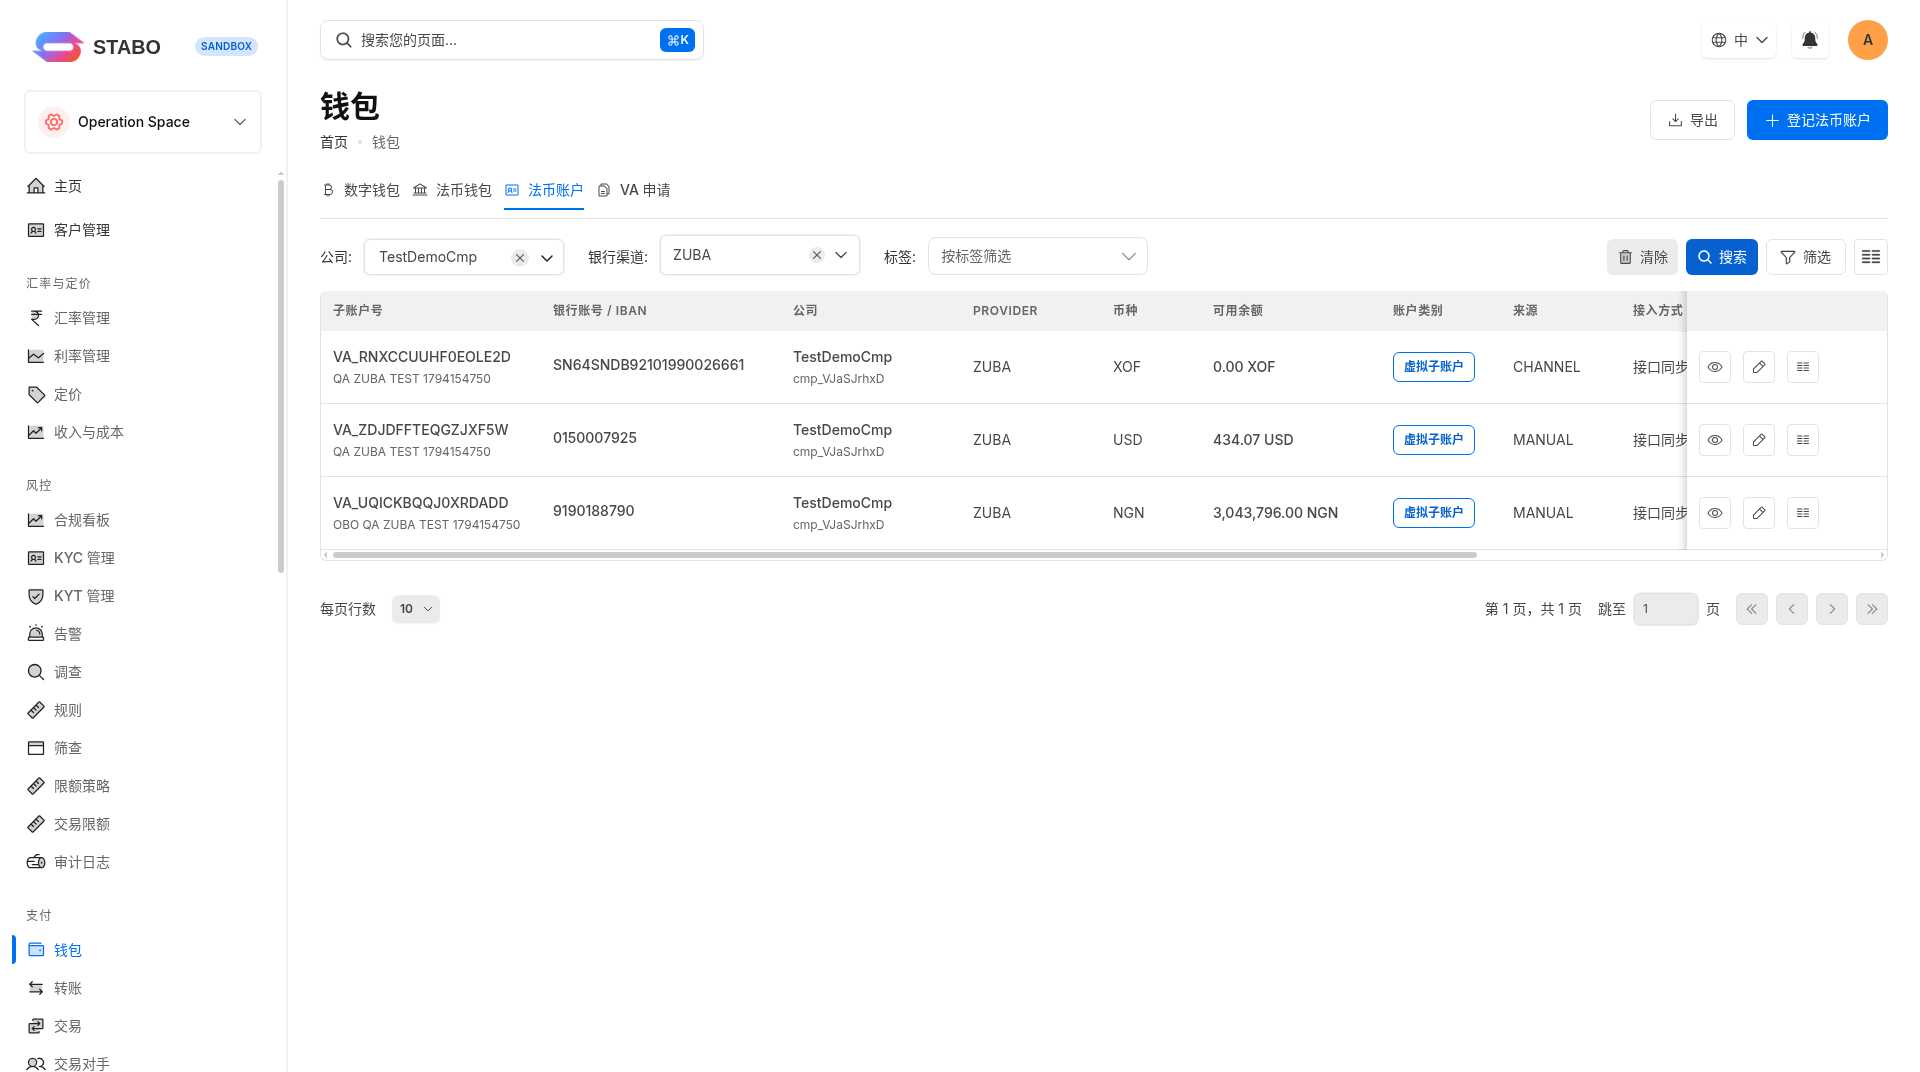 STABO
SANDBOX
Operation Space
主页
客户管理
汇率与定价
汇率管理
利率管理
定价
收入与成本
风控
合规看板
KYC 管理
KYT 管理
告警
调查
规则
筛查
限额策略
交易限额
审计日志
支付
钱包
转账
交易
交易对手
搜索您的页面...
⌘K
中
A
钱包
首页 • 钱包
导出
登记法币账户
数字钱包 法币钱包 法币账户 VA 申请
公司: TestDemoCmp 银行渠道: ZUBA 标签: 按标签筛选 清除 搜索 筛选
子账户号 银行账号 / IBAN 公司 PROVIDER 币种 可用余额 账户类别 来源 接入方式
VA_RNXCCUUHF0EOLE2D SN64SNDB92101990026661 TestDemoCmp ZUBA XOF 0.00 XOF 虚拟子账户 CHANNEL 接口同步
QA ZUBA TEST 1794154750 cmp_VJaSJrhxD
VA_ZDJDFFTEQGZJXF5W 0150007925 TestDemoCmp ZUBA USD 434.07 USD 虚拟子账户 MANUAL 接口同步
QA ZUBA TEST 1794154750 cmp_VJaSJrhxD
VA_UQICKBQQJ0XRDADD 9190188790 TestDemoCmp ZUBA NGN 3,043,796.00 NGN 虚拟子账户 MANUAL 接口同步
OBO QA ZUBA TEST 1794154750 cmp_VJaSJrhxD
每页行数 10 第 1 页，共 1 页 跳至 1 页